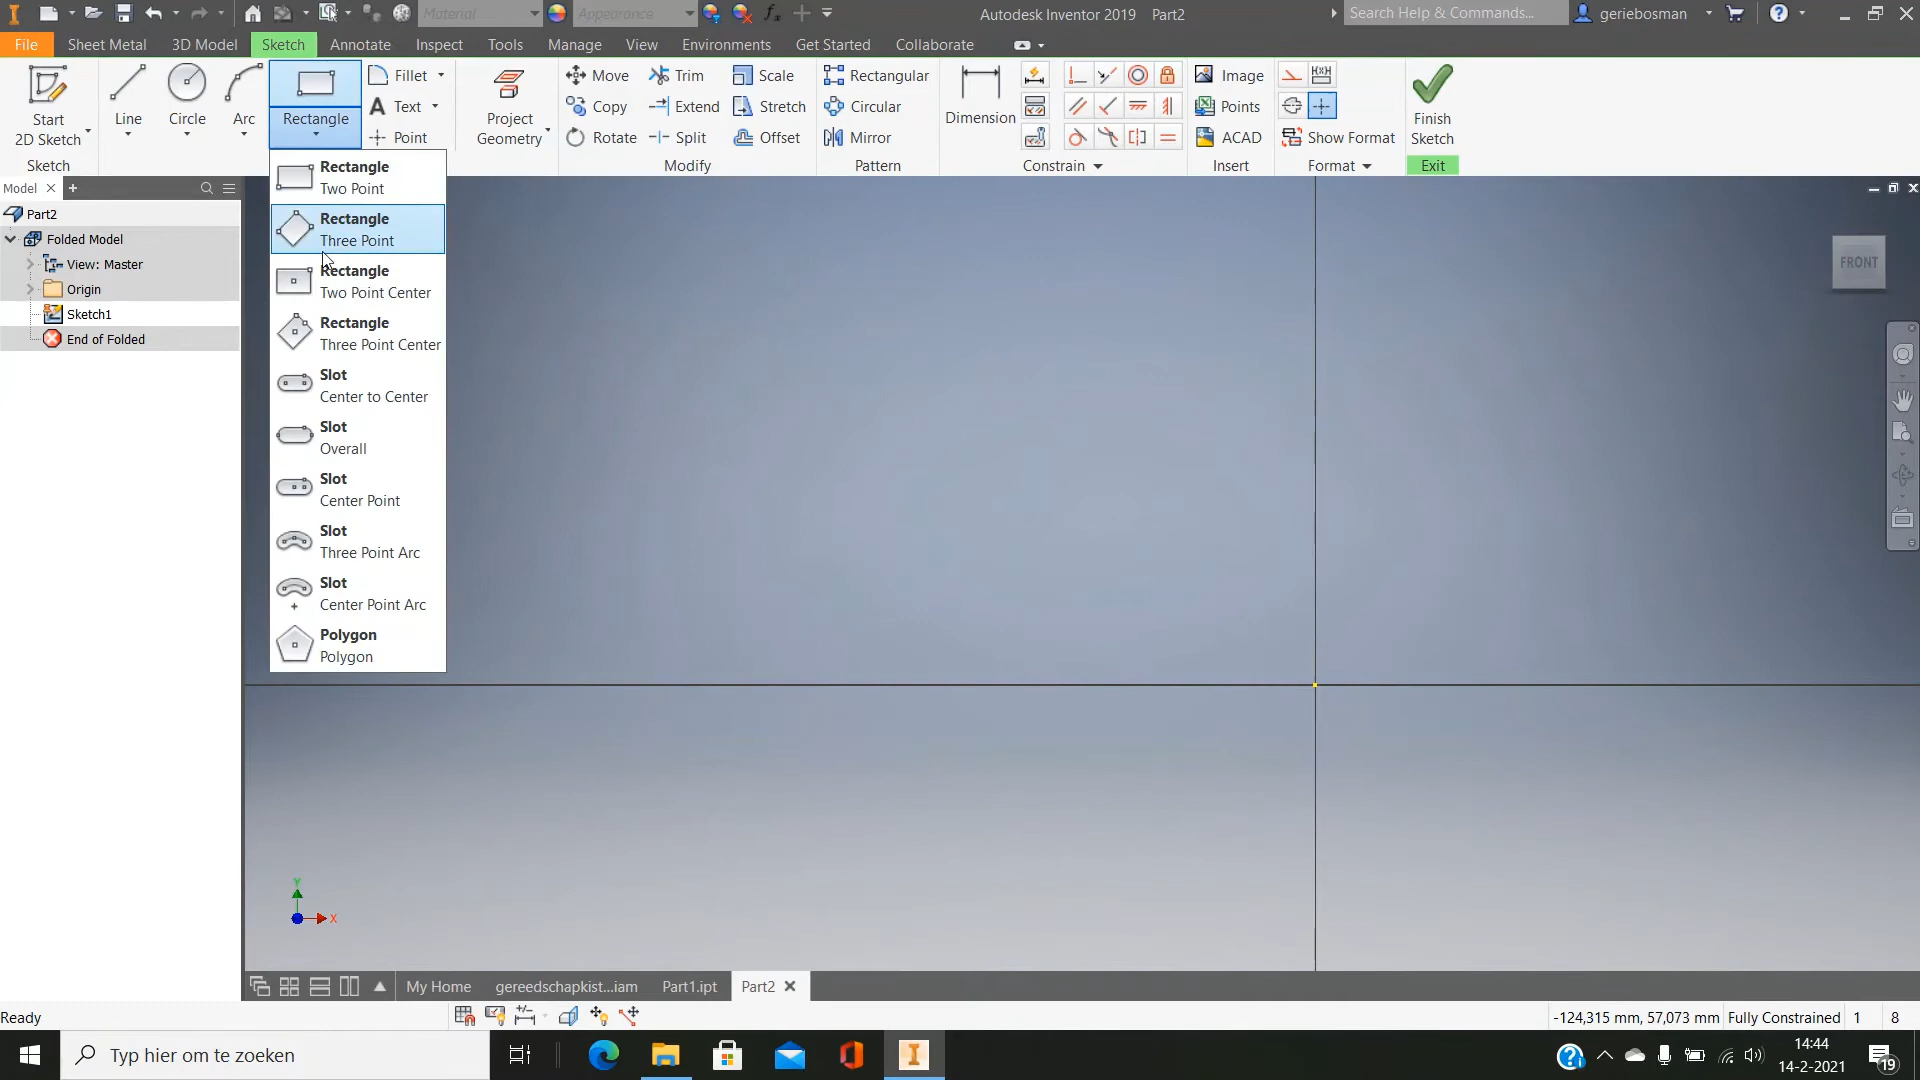 Material
Appearance
Autodesk Inventor 2019 Part2
Search Help & Commands...
geriebosman
File Sheet Metal 3D Model Sketch Annotate Inspect Tools Manage View Environments Get Started Collaborate
Start
2D Sketch
Line
Circle
Arc
Rectangle
Fillet
Text
Point
Project
Geometry
Move
Copy
Rotate
Trim
Extend
Split
Scale
Stretch
Offset
Rectangular
Circular
Mirror
Dimension
Image
Points
ACAD
Show Format
Finish
Sketch
Sketch
Modify
Pattern
Constrain
Insert
Format
Exit
Model
Part2
Folded Model
View: Master
Origin
Sketch1
End of Folded
Rectangle
Two Point
Rectangle
Three Point
Rectangle
Two Point Center
Rectangle
Three Point Center
Slot
Center to Center
Slot
Overall
Slot
Center Point
Slot
Three Point Arc
Slot
Center Point Arc
Polygon
Polygon
FRONT
Y
X
My Home gereedschapkist...iam Part1.ipt Part2
Ready
-124,315 mm, 57,073 mm Fully Constrained 1 8
Typ hier om te zoeken
14:44
14-2-2021
19